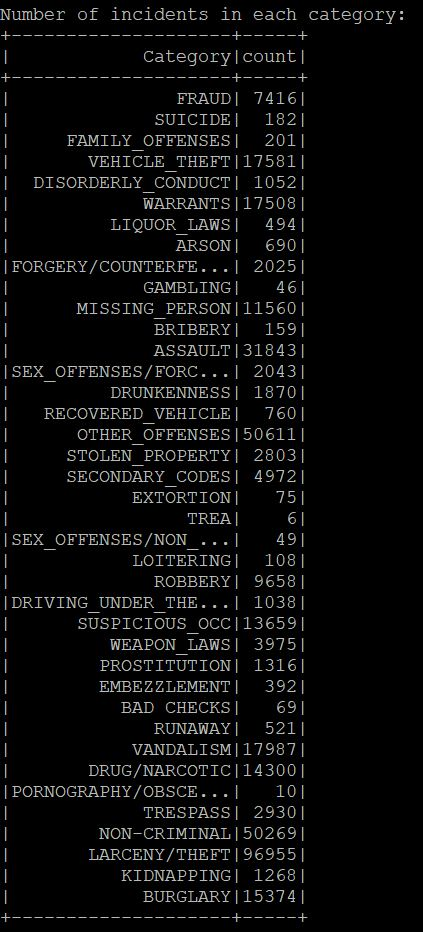 Number of incidents in each category:
+--------------------+-----+
|            Category|count|
+--------------------+-----+
|               FRAUD| 7416|
|             SUICIDE|  182|
|     FAMILY_OFFENSES|  201|
|       VEHICLE_THEFT|17581|
|  DISORDERLY_CONDUCT| 1052|
|            WARRANTS|17508|
|         LIQUOR_LAWS|  494|
|               ARSON|  690|
|FORGERY/COUNTERFE...| 2025|
|            GAMBLING|   46|
|      MISSING_PERSON|11560|
|             BRIBERY|  159|
|             ASSAULT|31843|
|SEX_OFFENSES/FORC...| 2043|
|         DRUNKENNESS| 1870|
|   RECOVERED_VEHICLE|  760|
|      OTHER_OFFENSES|50611|
|     STOLEN_PROPERTY| 2803|
|     SECONDARY_CODES| 4972|
|           EXTORTION|   75|
|                TREA|    6|
|SEX_OFFENSES/NON_...|   49|
|           LOITERING|  108|
|             ROBBERY| 9658|
|DRIVING_UNDER_THE...| 1038|
|      SUSPICIOUS_OCC|13659|
|         WEAPON_LAWS| 3975|
|        PROSTITUTION| 1316|
|        EMBEZZLEMENT|  392|
|          BAD CHECKS|   69|
|             RUNAWAY|  521|
|           VANDALISM|17987|
|       DRUG/NARCOTIC|14300|
|PORNOGRAPHY/OBSCE...|   10|
|            TRESPASS| 2930|
|        NON-CRIMINAL|50269|
|       LARCENY/THEFT|96955|
|          KIDNAPPING| 1268|
|            BURGLARY|15374|
+--------------------+-----+